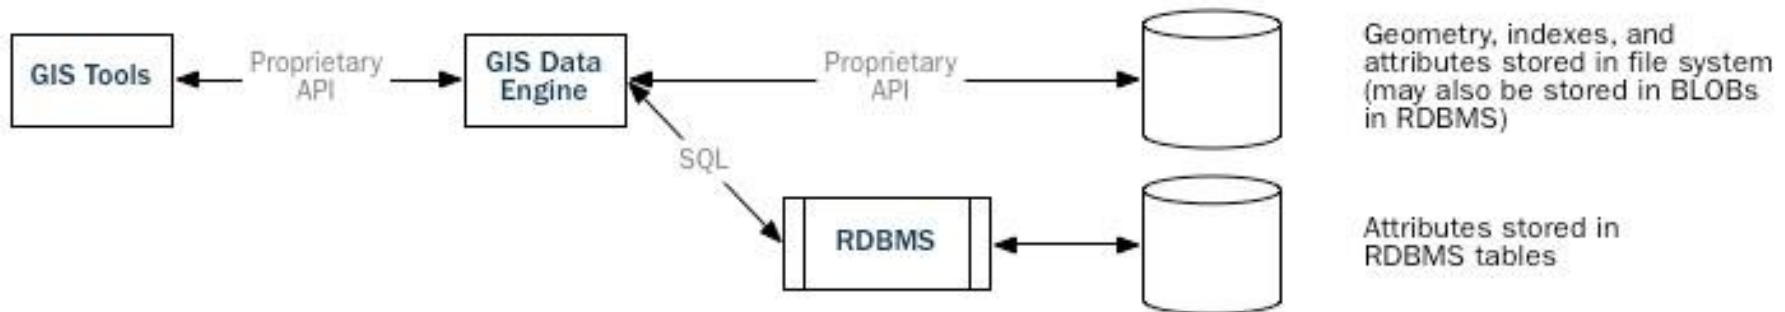 GIS Tools
Proprietary
API
GIS Data
Engine
Proprietary
API
Geometry, indexes, and
attributes stored in file system
(may also be stored in BLOBs
in RDBMS)
SQL
RDBMS
Attributes stored in
RDBMS tables